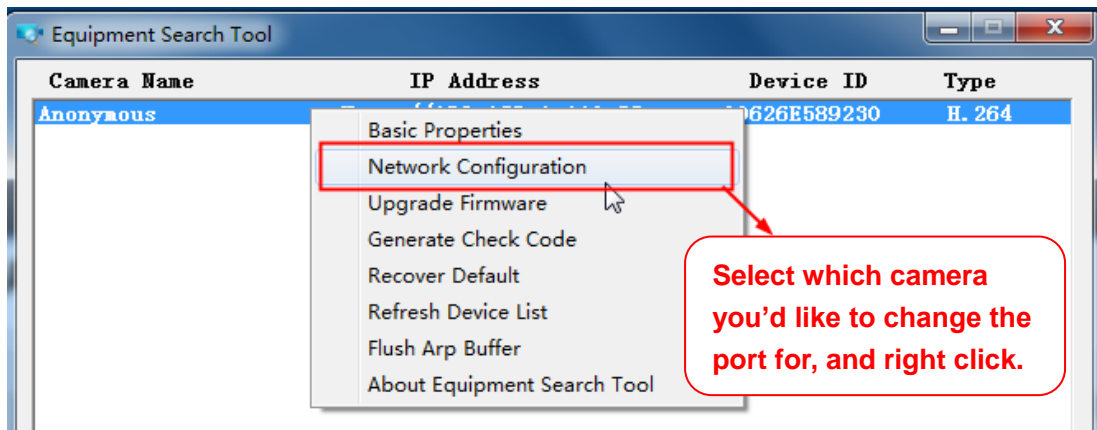 Equipment Search Tool
Camera Name IP Address Device ID Type
Anonymous 0626E589230 H.264
Basic Properties
Network Configuration
Upgrade Firmware
Generate Check Code
Recover Default
Refresh Device List
Flush Arp Buffer
About Equipment Search Tool
Select which camera
you'd like to change the
port for, and right click.